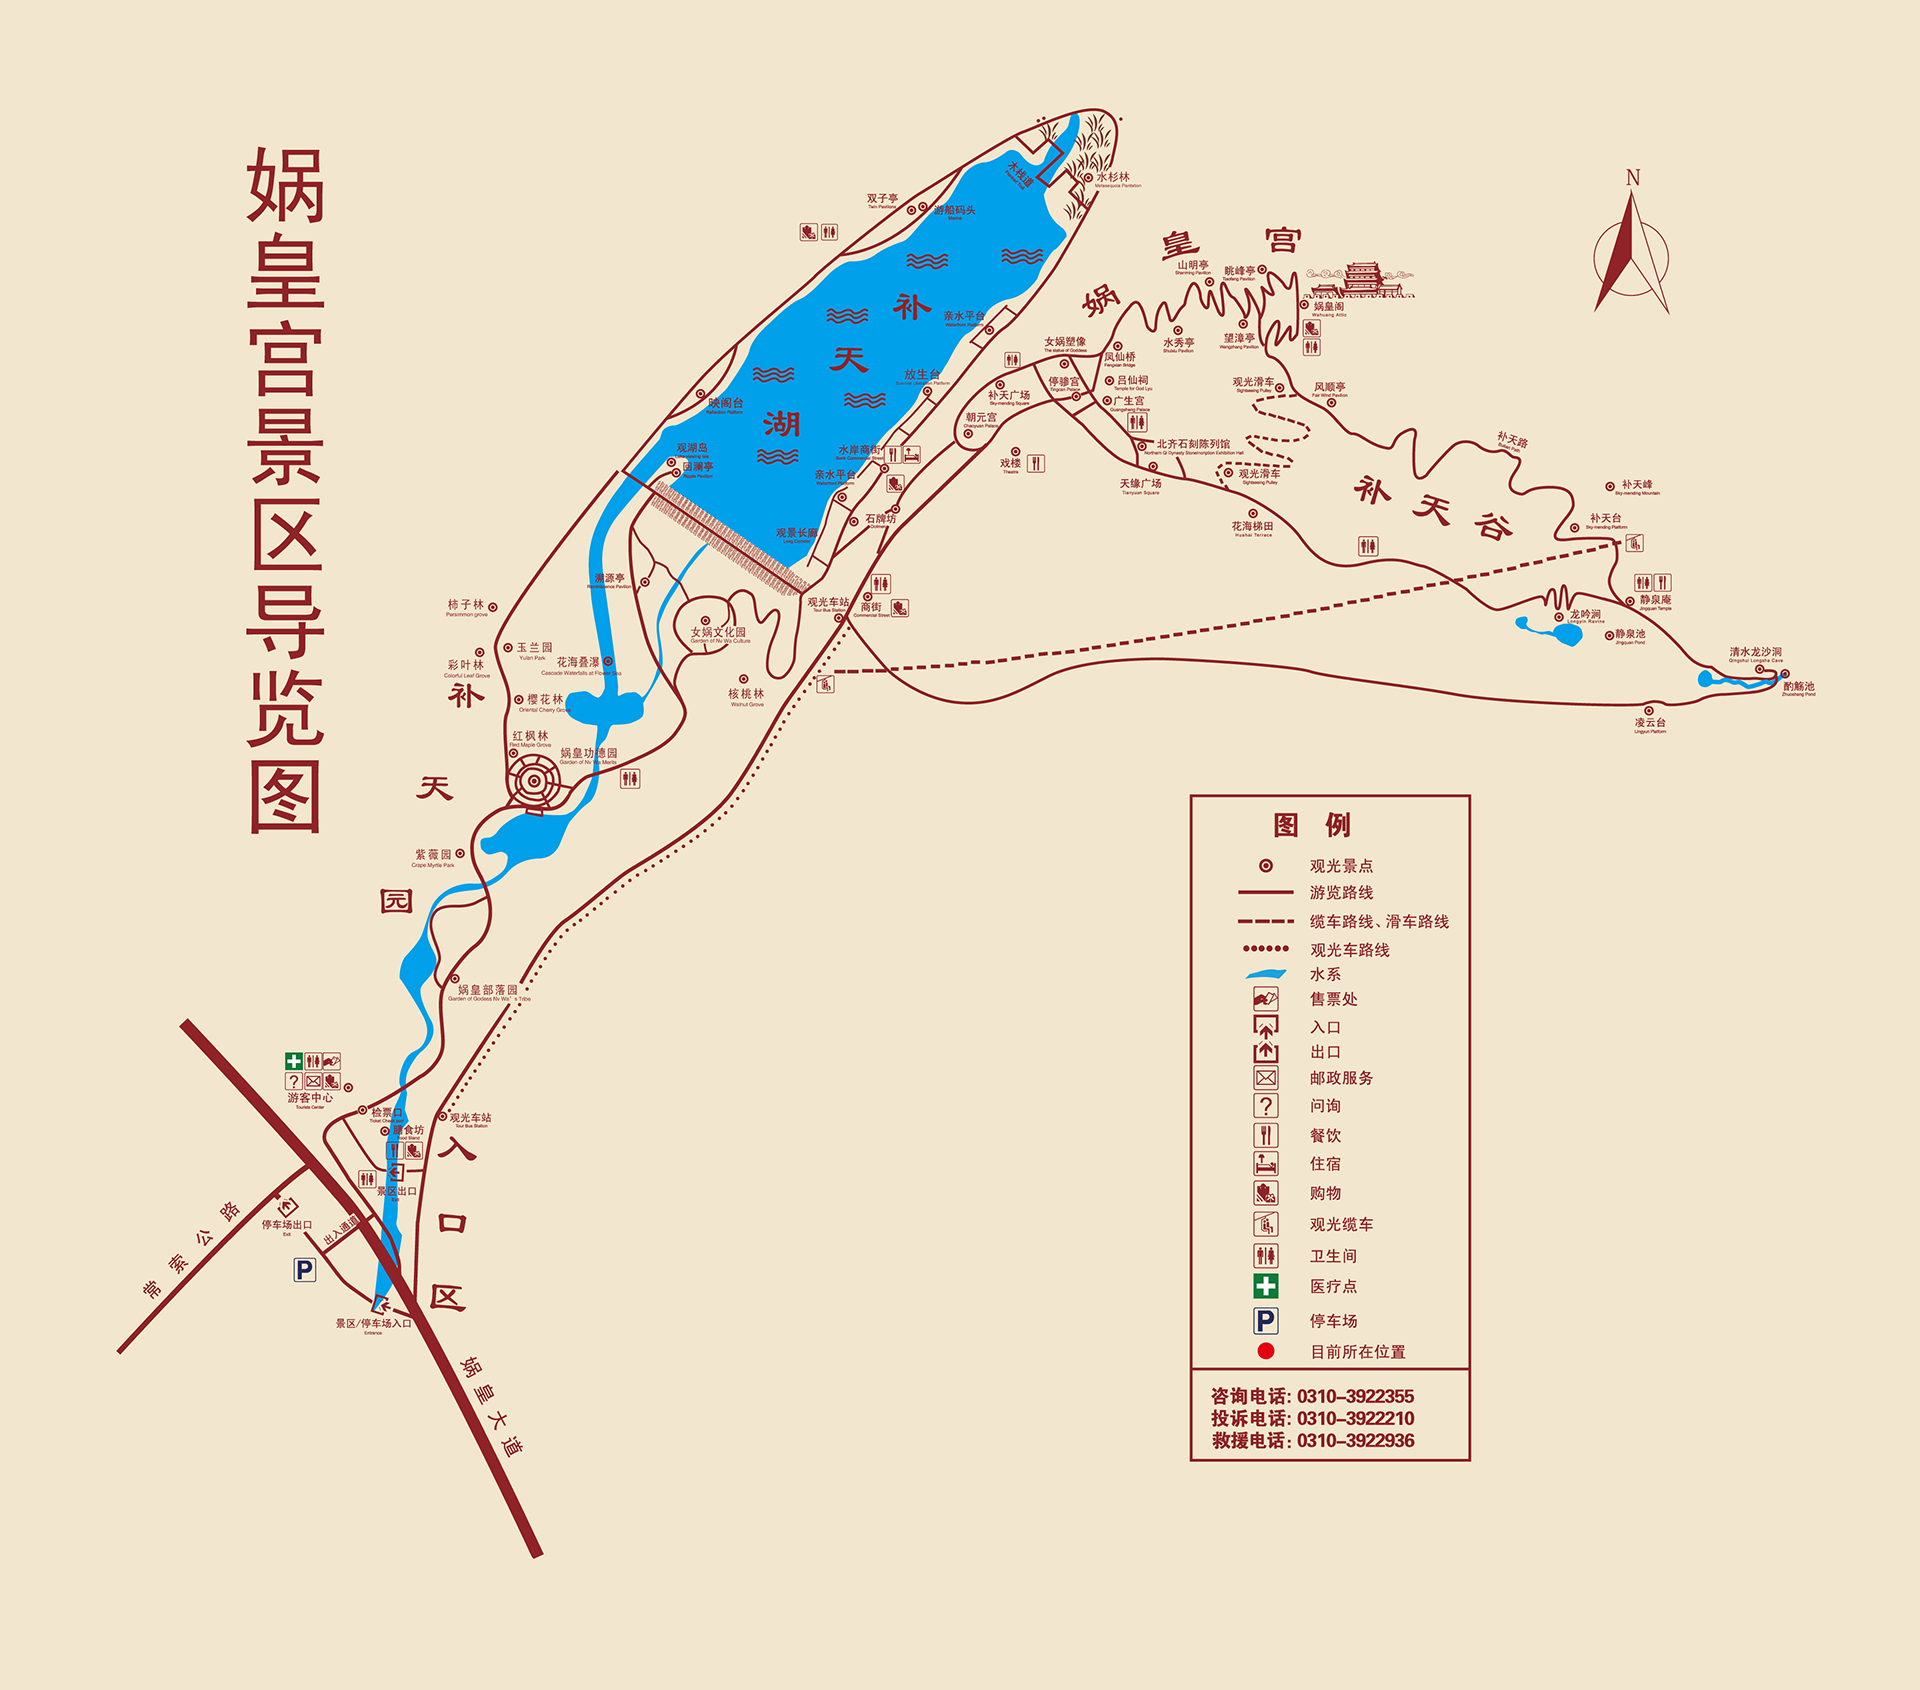 娲皇宫景区导览图
N
双子亭
Twin Pavilions
游船码头
Marina
木栈道
水杉林
Metasequoia Plantation
补天湖
亲水平台
Waterfront Platform
放生台
映阁台
Reflection Platform
观湖岛
回澜亭
Ripple Pavilion
水岸商街
Bank Commercial Street
亲水平台
Waterfront Platform
观景长廊
Long Corridor
石牌坊
娲皇宫
山明亭
Shanming Pavilion
眺峰亭
Tiaofeng Pavilion
娲皇阁
Wahuang Attic
水秀亭
Shuixiu Pavilion
望漳亭
Wangzhang Pavilion
女娲塑像
The statue of Goddess
凤仙桥
Fengxian Bridge
停骖宫
Tingcan Palace
吕仙祠
Temple for God Lyu
广生宫
Guangsheng Palace
补天广场
Sky-mending Square
朝元宫
Chaoyuan Palace
戏楼
Theatre
北齐石刻陈列馆
天缘广场
Tianyuan Square
观光滑车
Sightseeing Pulley
风顺亭
Fair Wind Pavilion
观光滑车
Sightseeing Pulley
花海梯田
Huahai Terrace
补天路
补天谷
补天峰
Sky-mending Mountain
补天台
Sky-mending Platform
静泉庵
Jingquan Temple
龙吟涧
Longyin Ravine
静泉池
Jingquan Pond
清水龙沙洞
Qingshui Longsha Cave
酌觞池
Zhuoshang Pond
凌云台
Lingyun Platform
溯源亭
观光车站
Tour Bus Station
商街
Commercial Street
女娲文化园
Garden of Nv Wa Culture
核桃林
Walnut Grove
柿子林
Persimmon grove
玉兰园
Yulan Park
彩叶林
Colorful Leaf Grove
花海叠瀑
Cascade Waterfalls at Flower Sea
樱花林
Oriental Cherry Grove
红枫林
Red Maple Grove
娲皇功德园
Garden of Nv Wa Merits
补天园
紫薇园
Crape Myrtle Park
娲皇部落园
Garden of Godess Nv Wa's Tribe
游客中心
Tourists Center
检票口
Ticket Check point
膳食坊
Food Stand
观光车站
Tour Bus Station
入口区
景区出口
Exit
停车场出口
Exit
出入通道
P
景区/停车场入口
Entrance
常索公路
娲皇大道
图例
观光景点
游览路线
缆车路线、滑车路线
观光车路线
水系
售票处
入口
出口
邮政服务
? 问询
餐饮
住宿
购物
观光缆车
卫生间
医疗点
P 停车场
目前所在位置
咨询电话: 0310-3922355
投诉电话: 0310-3922210
救援电话: 0310-3922936